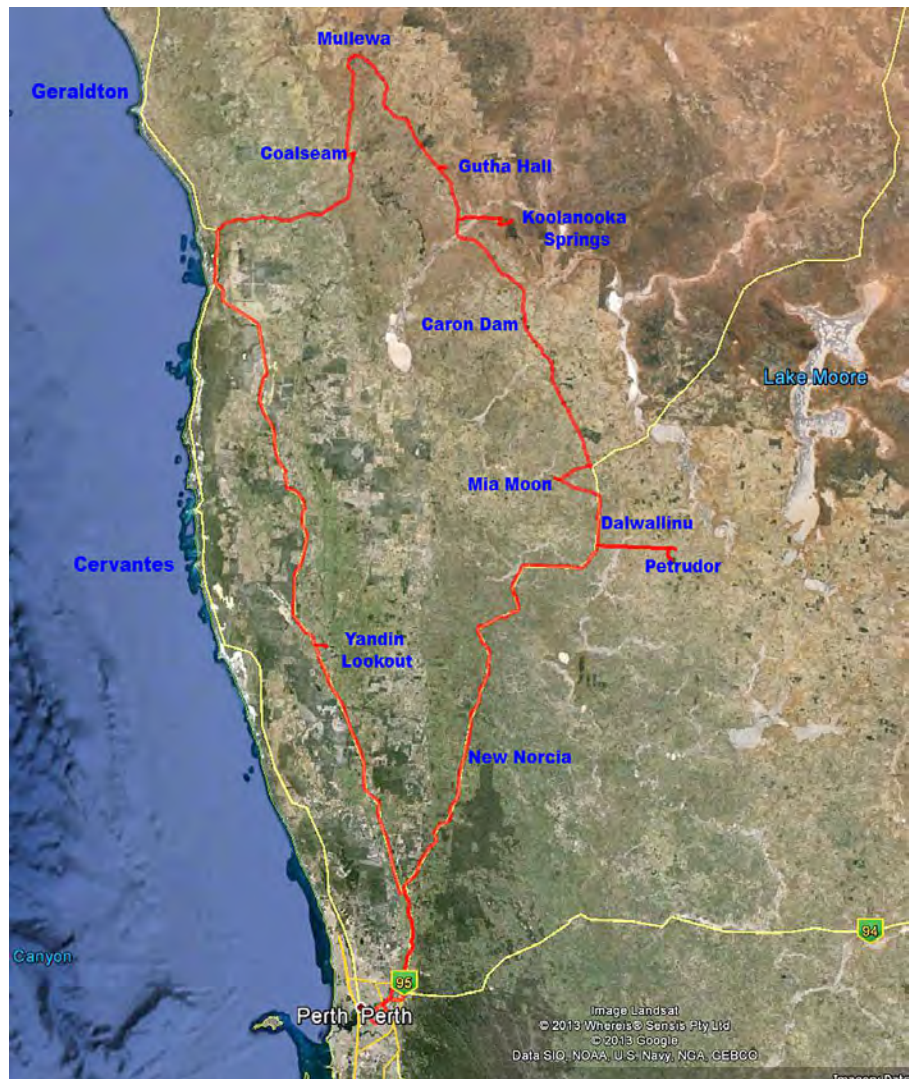 Mullewa
Geraldton
Coalseam
Gutha Hall
Koolanooka
Springs
Caron Dam
Lake Moore
Mia Moon
Dalwallinu
Petrudor
Cervantes
Yandin
Lookout
New Norcia
94
Canyon
95
Perth Perth
Image Landsat
© 2013 Whereis® Sensis Pty Ltd
© 2013 Google
Data SIO, NOAA, U.S. Navy, NGA, GEBCO